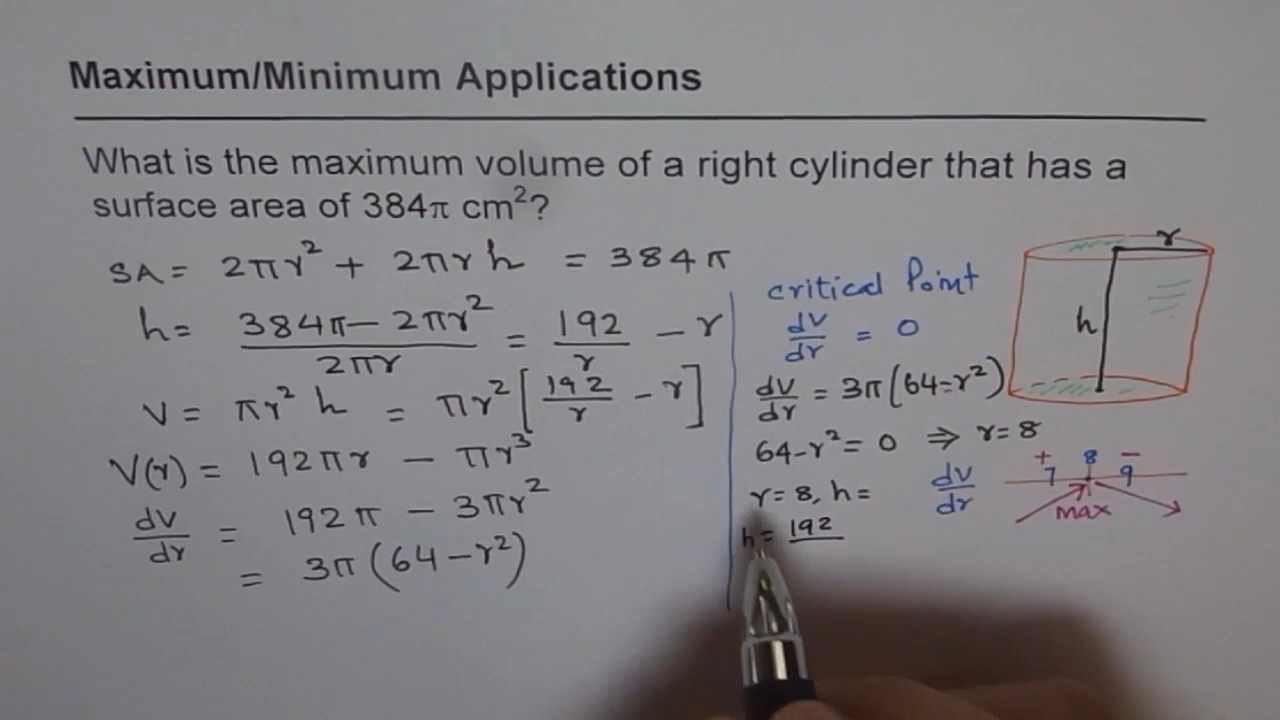 Maximum/Minimum Applications
What is the maximum volume of a right cylinder that has a
surface area of 384π cm²?
SA = 2πr² + 2πrh = 384π
h = (384π − 2πr²)/(2πr) = 192/r − r
V = πr² h = πr² [192/r − r]
V(r) = 192πr − πr³
dV/dr = 192π − 3πr²
= 3π(64 − r²)
critical Point
dV/dr = 0
dV/dr = 3π(64 − r²)
64 − r² = 0 ⇒ r = 8
r = 8, h =
h = 192
dV/dr
+ 8 −
7 9
max
r
h